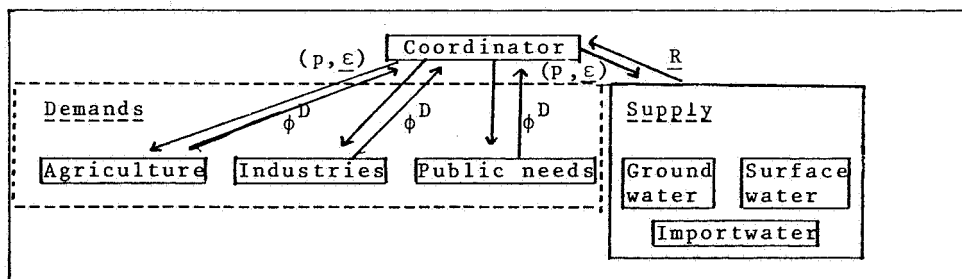 Coordinator
(p, ε)
(p, ε)
R
Demands
ϕD
ϕD
ϕD
Supply
Agriculture
Industries
Public needs
Ground
water
Surface
water
Importwater